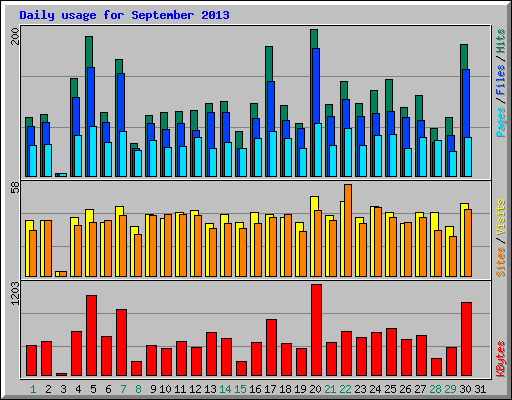 Daily usage for September 2013
200
Pages / Files / Hits
58
Sites / Visits
1203
KBytes
1 2 3 4 5 6 7 8 9 10 11 12 13 14 15 16 17 18 19 20 21 22 23 24 25 26 27 28 29 30 31